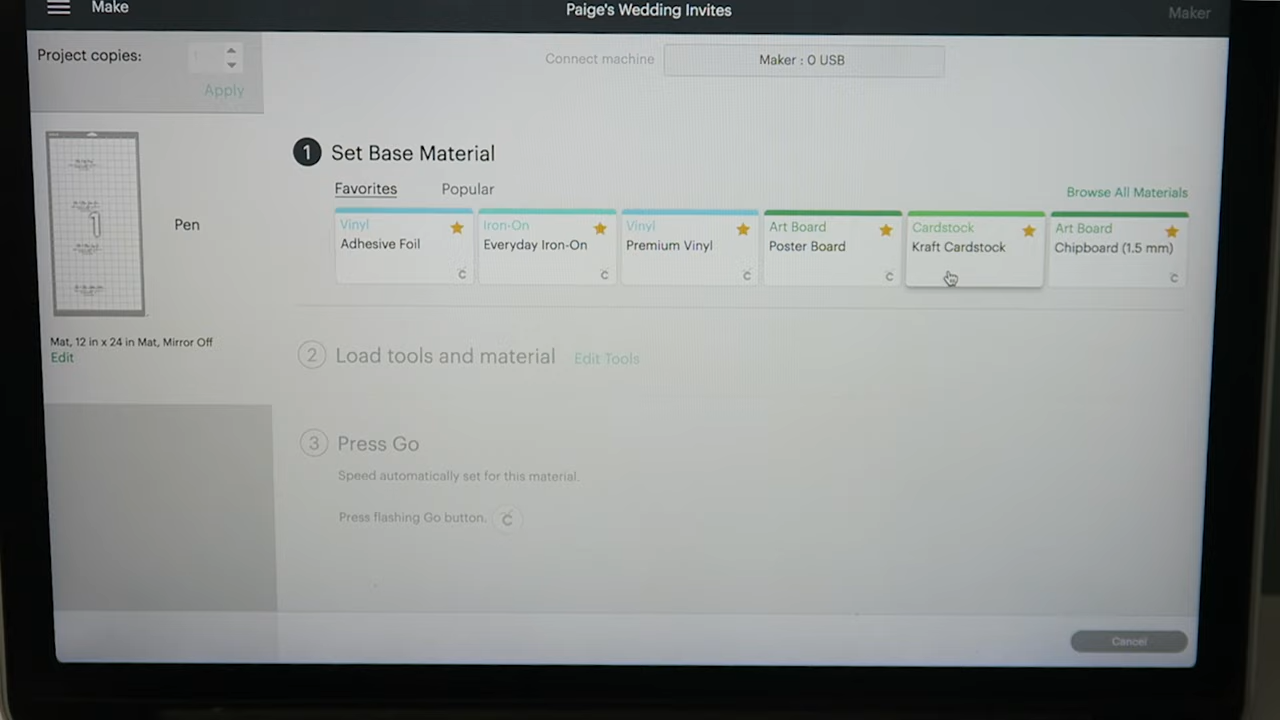 Make
Paige's Wedding Invites
Maker
Project copies:
Apply
Connect machine
Maker : 0 USB
Pen
Mat, 12 in x 24 in Mat, Mirror Off
Edit
1 Set Base Material
Favorites
Popular
Browse All Materials
Vinyl
Adhesive Foil
Iron-On
Everyday Iron-On
Vinyl
Premium Vinyl
Art Board
Poster Board
Cardstock
Kraft Cardstock
Art Board
Chipboard (1.5 mm)
2 Load tools and material
Edit Tools
3 Press Go
Speed automatically set for this material.
Press flashing Go button.
Cancel